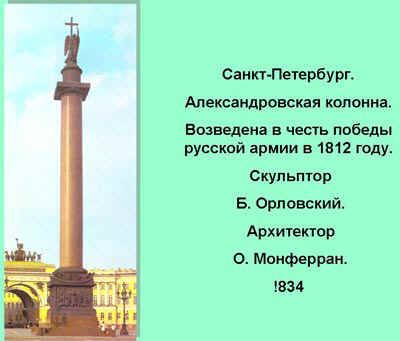 Санкт-Петербург.
Александровская колонна.
Возведена в честь победы
русской армии в 1812 году.
Скульптор
Б. Орловский.
Архитектор
О. Монферран.
!834